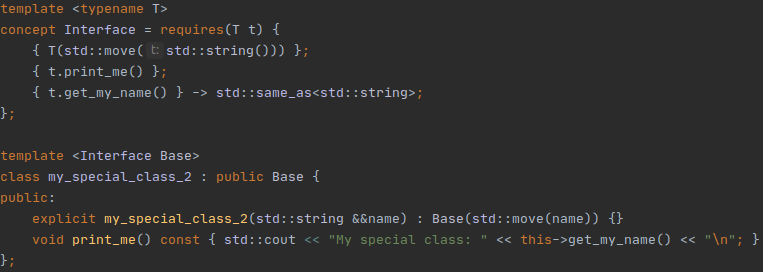 template <typename T>
concept Interface = requires(T t) {
    { T(std::move( t: std::string())) };
    { t.print_me() };
    { t.get_my_name() } -> std::same_as<std::string>;
};

template <Interface Base>
class my_special_class_2 : public Base {
public:
    explicit my_special_class_2(std::string &&name) : Base(std::move(name)) {}
    void print_me() const { std::cout << "My special class: " << this->get_my_name() << "\n"; }
};